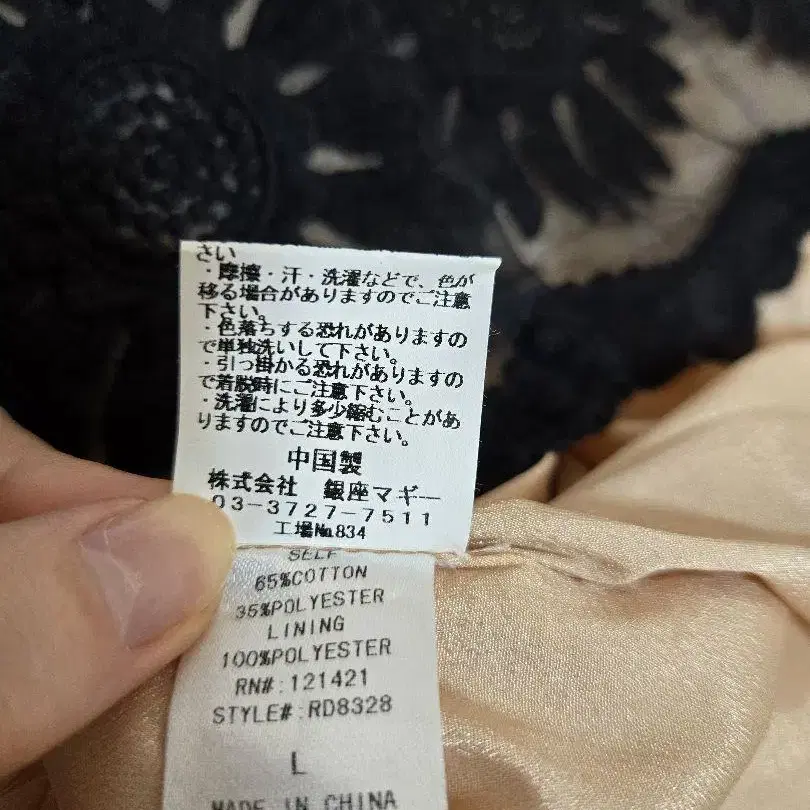 さい
・摩擦・汗・洗濯などで、色が
移る場合がありますのでご注意
下さい。
・色落ちする恐れがありますの
で単独洗いして下さい。
・引っ掛かる恐れがありますの
で着脱時にご注意下さい。
・洗濯により多少縮むことがあ
りますのでご注意下さい。
中国製
株式会社 銀座マギー
03-3727-7511
工場№834
SELF
65%COTTON
35%POLYESTER
LINING
100%POLYESTER
RN#:121421
STYLE#:RD8328
L
MADE IN CHINA